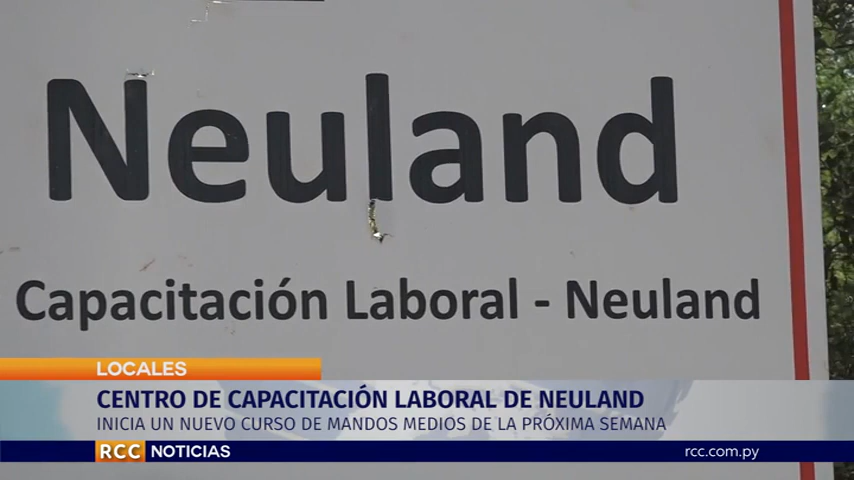 Neuland
Capacitación Laboral - Neuland
LOCALES
CENTRO DE CAPACITACIÓN LABORAL DE NEULAND
INICIA UN NUEVO CURSO DE MANDOS MEDIOS DE LA PRÓXIMA SEMANA
RCC NOTICIAS rcc.com.py